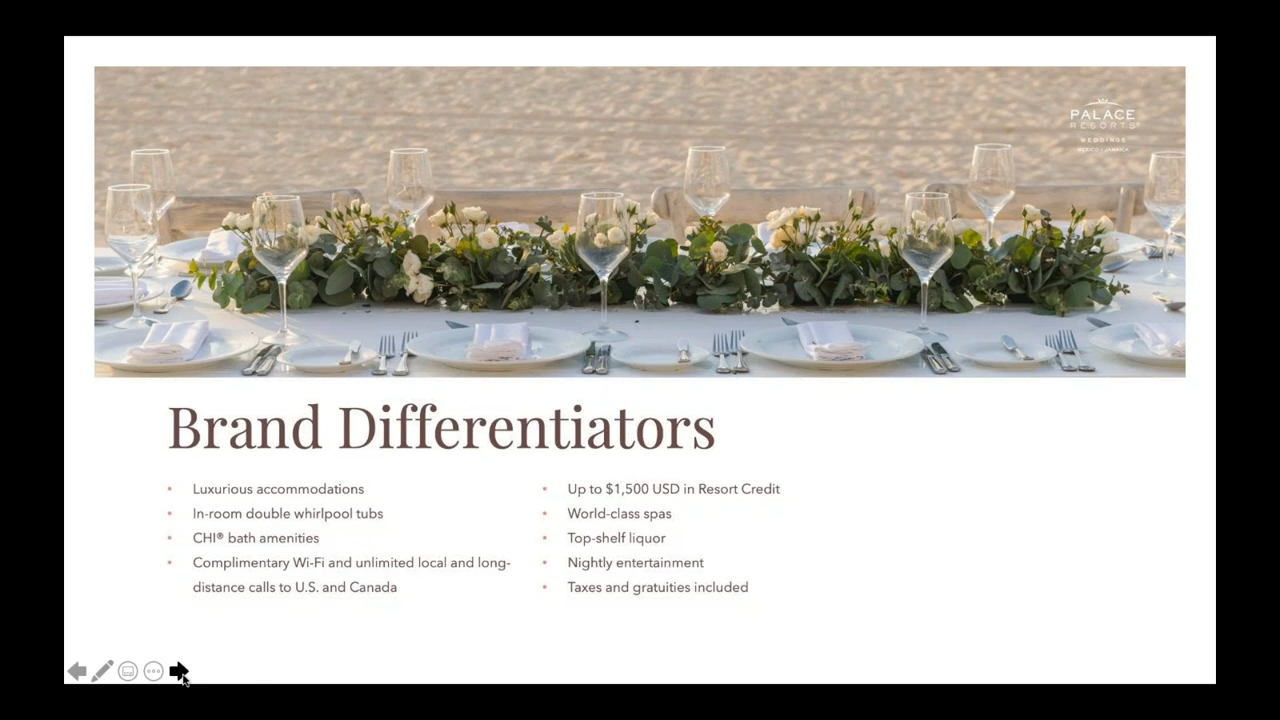 PALACE
RESORTS®
WEDDINGS
MEXICO • JAMAICA
Brand Differentiators
• Luxurious accommodations
• In-room double whirlpool tubs
• CHI® bath amenities
• Complimentary Wi-Fi and unlimited local and long-
distance calls to U.S. and Canada
• Up to $1,500 USD in Resort Credit
• World-class spas
• Top-shelf liquor
• Nightly entertainment
• Taxes and gratuities included